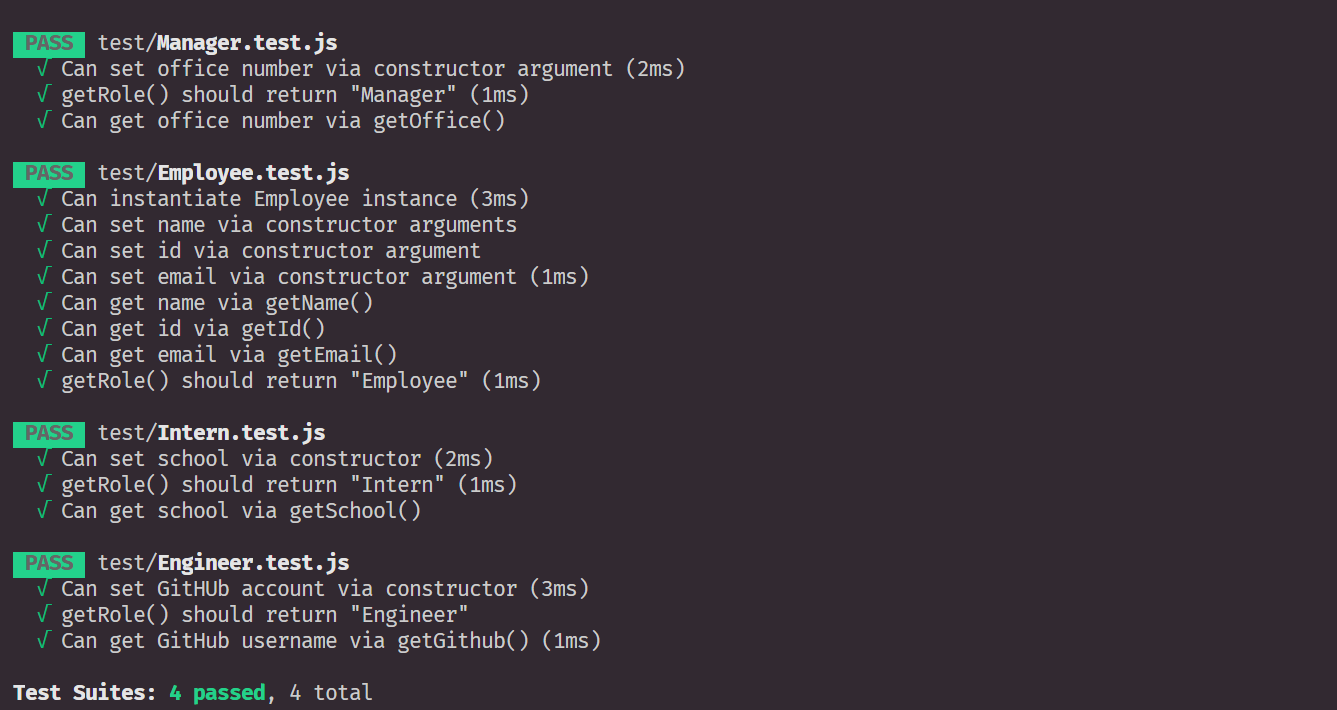 PASS test/Manager.test.js
√ Can set office number via constructor argument (2ms)
√ getRole() should return "Manager" (1ms)
√ Can get office number via getOffice()
PASS test/Employee.test.js
√ Can instantiate Employee instance (3ms)
√ Can set name via constructor arguments
√ Can set id via constructor argument
√ Can set email via constructor argument (1ms)
√ Can get name via getName()
√ Can get id via getId()
√ Can get email via getEmail()
√ getRole() should return "Employee" (1ms)
PASS test/Intern.test.js
√ Can set school via constructor (2ms)
√ getRole() should return "Intern" (1ms)
√ Can get school via getSchool()
PASS test/Engineer.test.js
√ Can set GitHUb account via constructor (3ms)
√ getRole() should return "Engineer"
√ Can get GitHub username via getGithub() (1ms)
Test Suites: 4 passed, 4 total